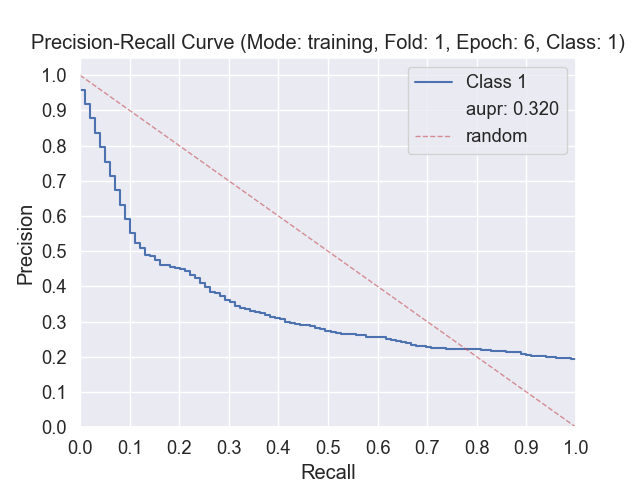 Precision-Recall Curve (Mode: training, Fold: 1, Epoch: 6, Class: 1)
1.0
0.9
0.8
0.7
0.6
0.5
0.4
0.3
0.2
0.1
0.0
Precision
Class 1
aupr: 0.320
random
0.0 0.1 0.2 0.3 0.4 0.5 0.6 0.7 0.8 0.9 1.0
Recall